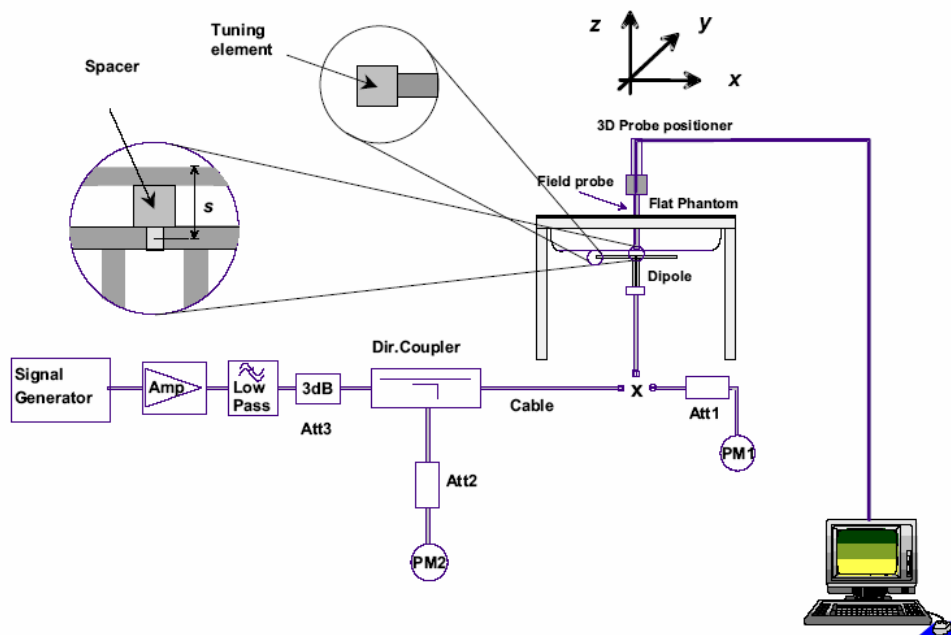 Tuning
element
Spacer
s
z
y
x
3D Probe positioner
Field probe
Flat Phantom
Dipole
Dir.Coupler
Signal
Generator
Amp
Low
Pass
3dB
Att3
Cable
x
Att1
PM1
Att2
PM2